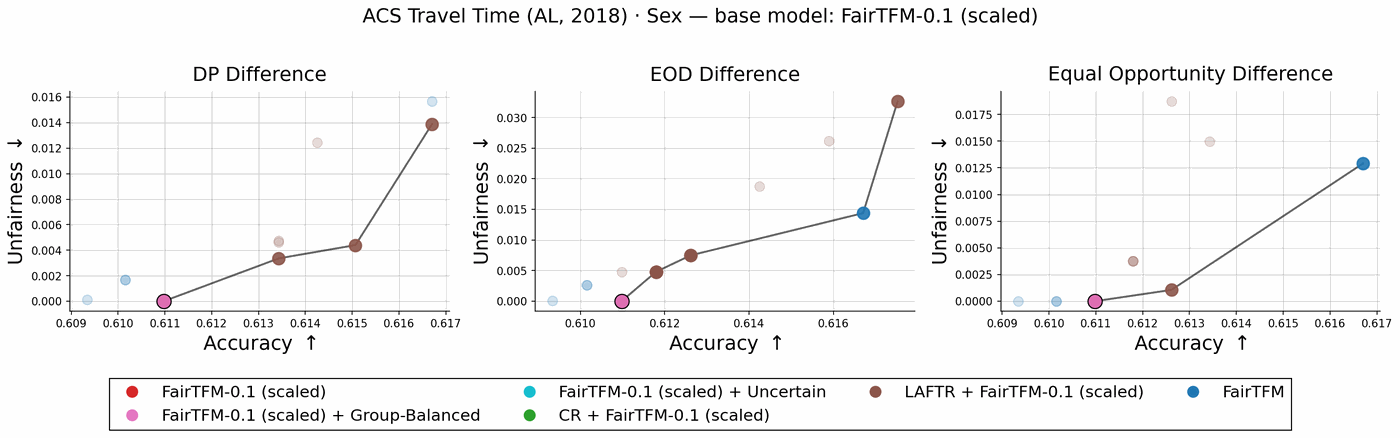 ACS Travel Time (AL, 2018) · Sex — base model: FairTFM-0.1 (scaled)
DP Difference
EOD Difference
Equal Opportunity Difference
Unfairness ↓
0.016
0.014
0.012
0.010
0.008
0.006
0.004
0.002
0.000
0.609 0.610 0.611 0.612 0.613 0.614 0.615 0.616 0.617
Accuracy ↑
Unfairness ↓
0.030
0.025
0.020
0.015
0.010
0.005
0.000
0.610 0.612 0.614 0.616
Accuracy ↑
Unfairness ↓
0.0175
0.0150
0.0125
0.0100
0.0075
0.0050
0.0025
0.0000
0.609 0.610 0.611 0.612 0.613 0.614 0.615 0.616 0.617
Accuracy ↑
FairTFM-0.1 (scaled)
FairTFM-0.1 (scaled) + Group-Balanced
FairTFM-0.1 (scaled) + Uncertain
CR + FairTFM-0.1 (scaled)
LAFTR + FairTFM-0.1 (scaled)
FairTFM